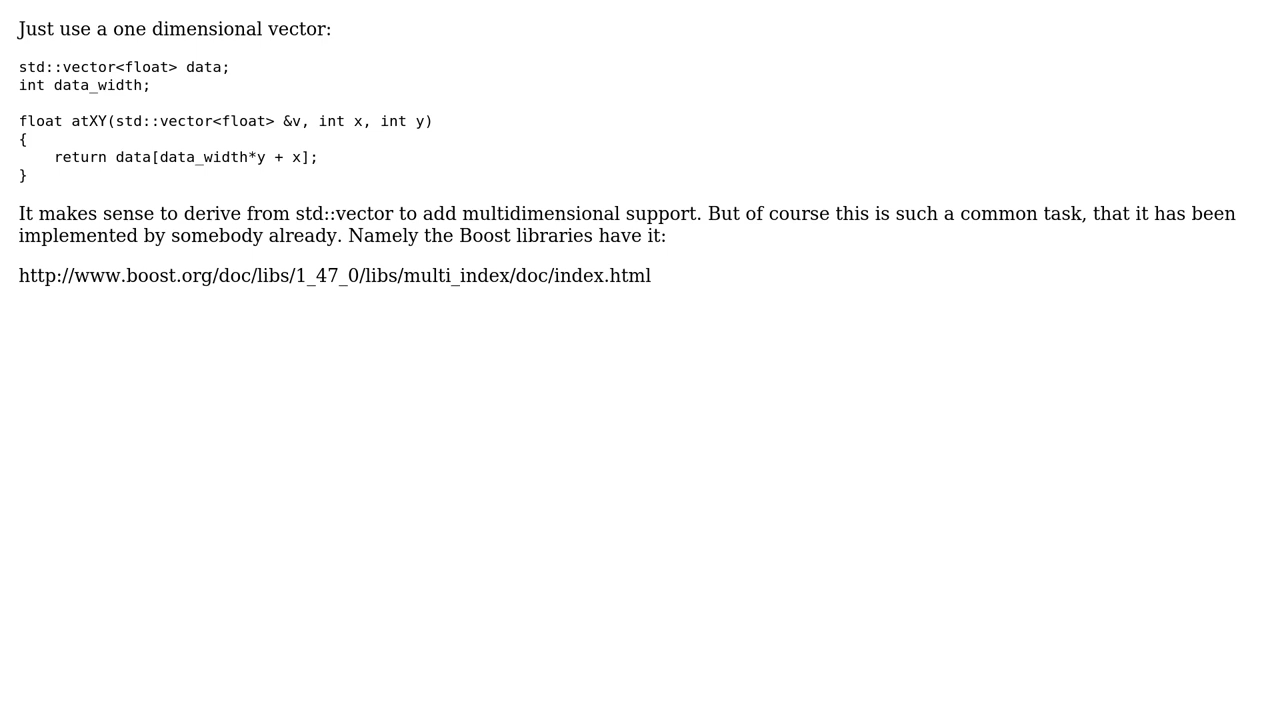 Just use a one dimensional vector:
std::vector<float> data;
int data_width;
float atXY(std::vector<float> &v, int x, int y)
{
    return data[data_width*y + x];
}
It makes sense to derive from std::vector to add multidimensional support. But of course this is such a common task, that it has been
implemented by somebody already. Namely the Boost libraries have it:
http://www.boost.org/doc/libs/1_47_0/libs/multi_index/doc/index.html